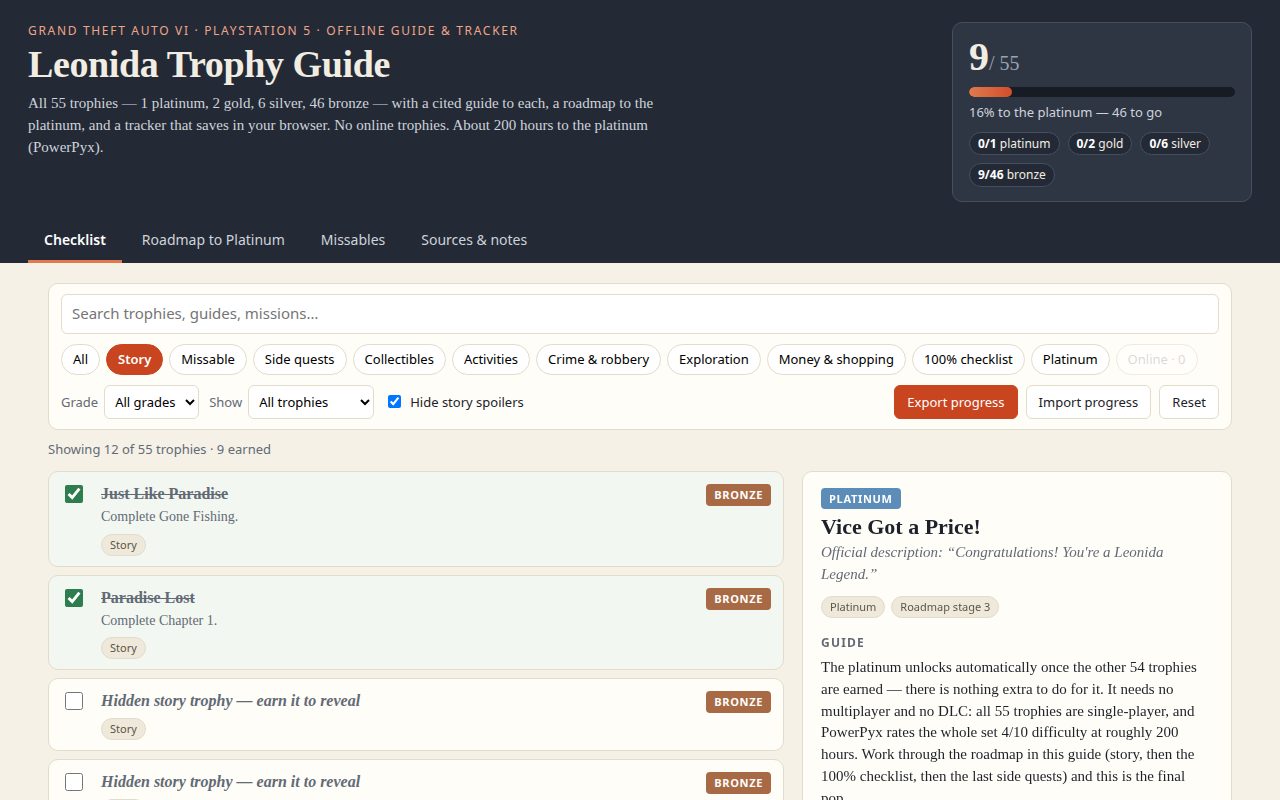 GRAND THEFT AUTO VI · PLAYSTATION 5 · OFFLINE GUIDE & TRACKER
Leonida Trophy Guide
All 55 trophies — 1 platinum, 2 gold, 6 silver, 46 bronze — with a cited guide to each, a roadmap to the
platinum, and a tracker that saves in your browser. No online trophies. About 200 hours to the platinum
(PowerPyx).
9 / 55
16% to the platinum — 46 to go
0/1 platinum 0/2 gold 0/6 silver
9/46 bronze
Checklist Roadmap to Platinum Missables Sources & notes
Search trophies, guides, missions...
All Story Missable Side quests Collectibles Activities Crime & robbery Exploration Money & shopping 100% checklist Platinum Online · 0
Grade All grades Show All trophies Hide story spoilers Export progress Import progress Reset
Showing 12 of 55 trophies · 9 earned
Just Like Paradise BRONZE
Complete Gone Fishing.
Story
Paradise Lost BRONZE
Complete Chapter 1.
Story
Hidden story trophy — earn it to reveal BRONZE
Story
Hidden story trophy — earn it to reveal BRONZE
PLATINUM
Vice Got a Price!
Official description: “Congratulations! You're a Leonida
Legend.”
Platinum Roadmap stage 3
GUIDE
The platinum unlocks automatically once the other 54 trophies
are earned — there is nothing extra to do for it. It needs no
multiplayer and no DLC: all 55 trophies are single-player, and
PowerPyx rates the whole set 4/10 difficulty at roughly 200
hours. Work through the roadmap in this guide (story, then the
100% checklist, then the last side quests) and this is the final
pop.